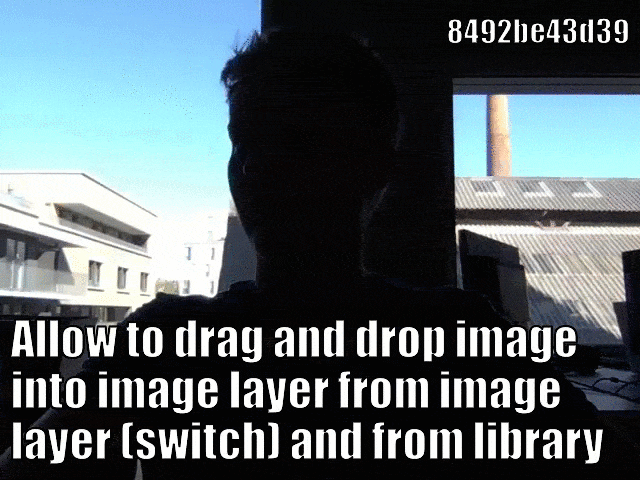 8492be43d39
Allow to drag and drop image
into image layer from image
layer (switch) and from library